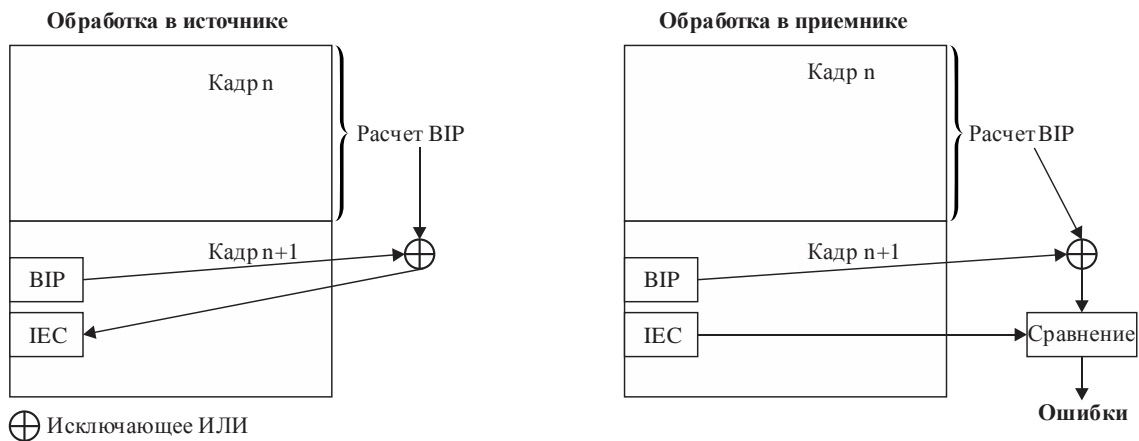 Обработка в источнике
Кадр n
Расчет BIP
Кадр n+1
BIP
IEC
Исключающее ИЛИ
Обработка в приемнике
Кадр n
Расчет BIP
Кадр n+1
BIP
IEC
Сравнение
Ошибки